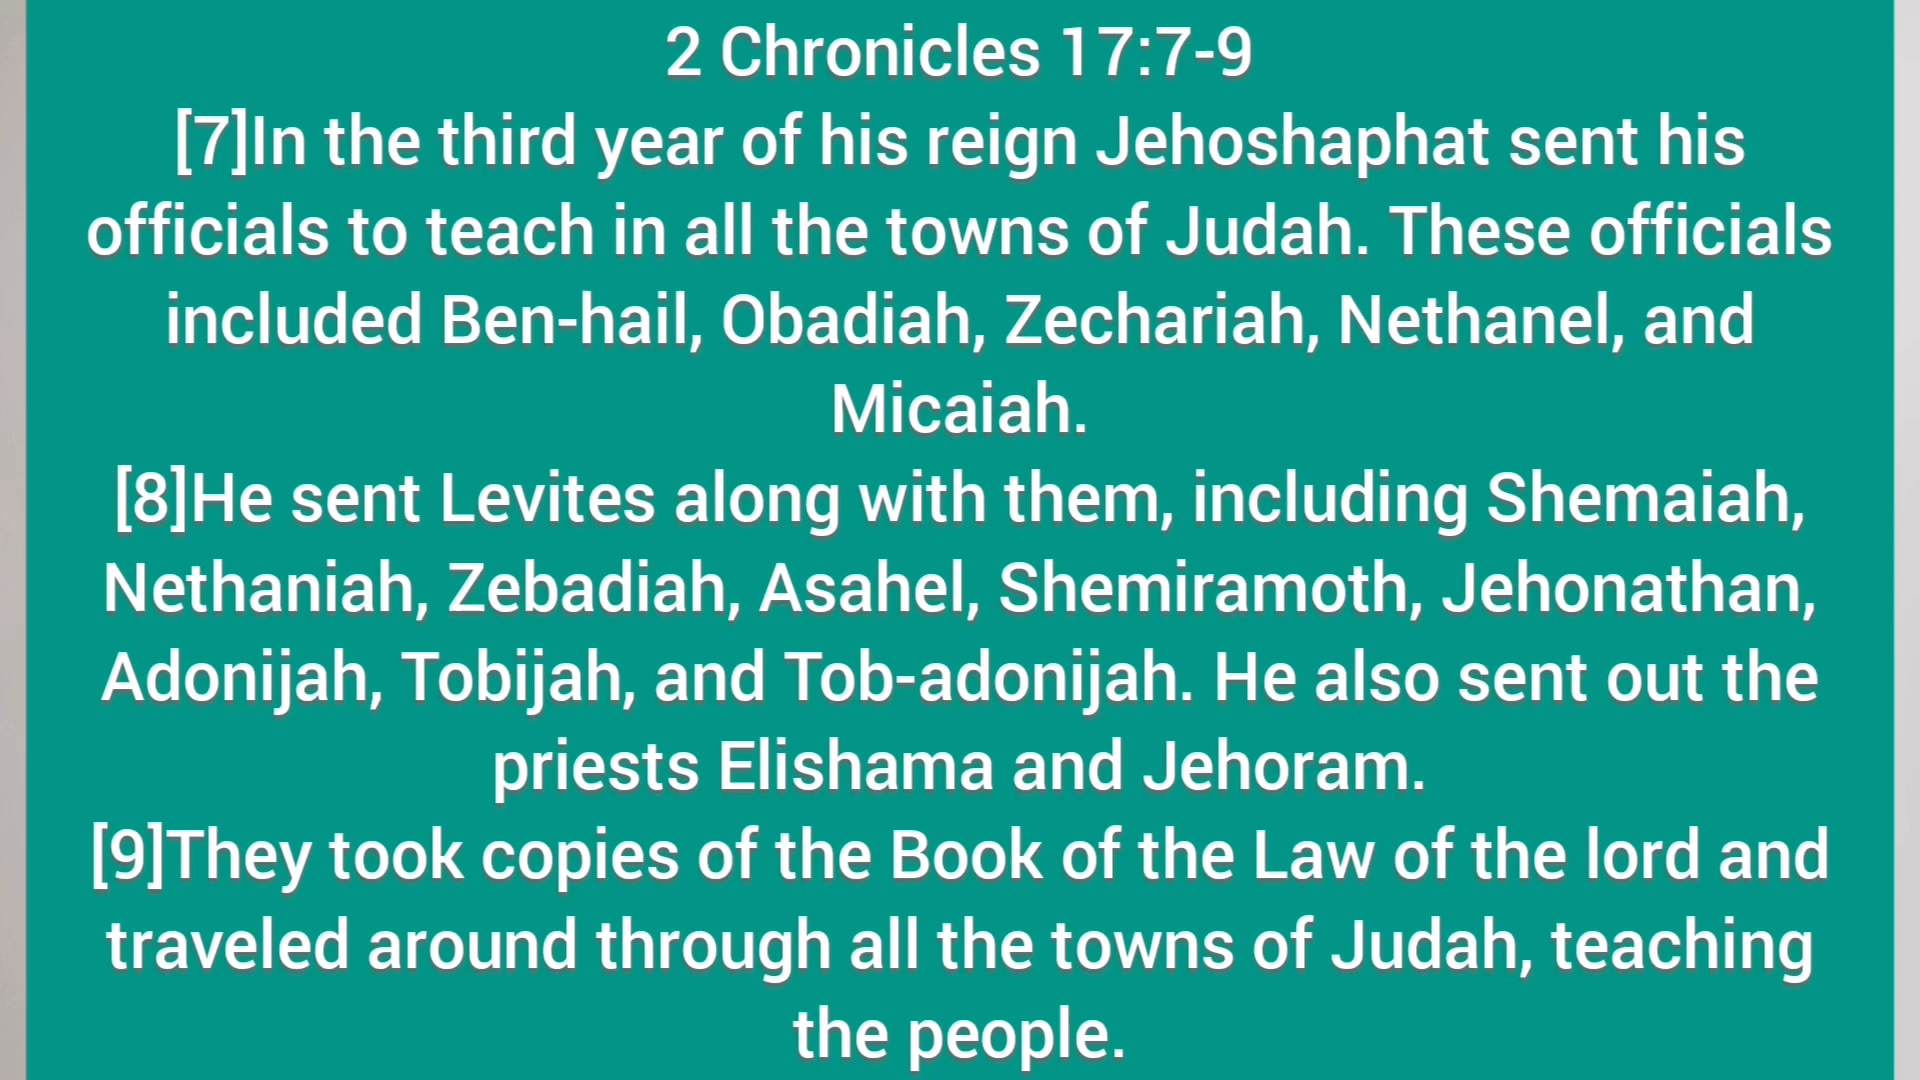 2 Chronicles 17:7-9
[7]In the third year of his reign Jehoshaphat sent his
officials to teach in all the towns of Judah. These officials
included Ben-hail, Obadiah, Zechariah, Nethanel, and
Micaiah.
[8]He sent Levites along with them, including Shemaiah,
Nethaniah, Zebadiah, Asahel, Shemiramoth, Jehonathan,
Adonijah, Tobijah, and Tob-adonijah. He also sent out the
priests Elishama and Jehoram.
[9]They took copies of the Book of the Law of the lord and
traveled around through all the towns of Judah, teaching
the people.